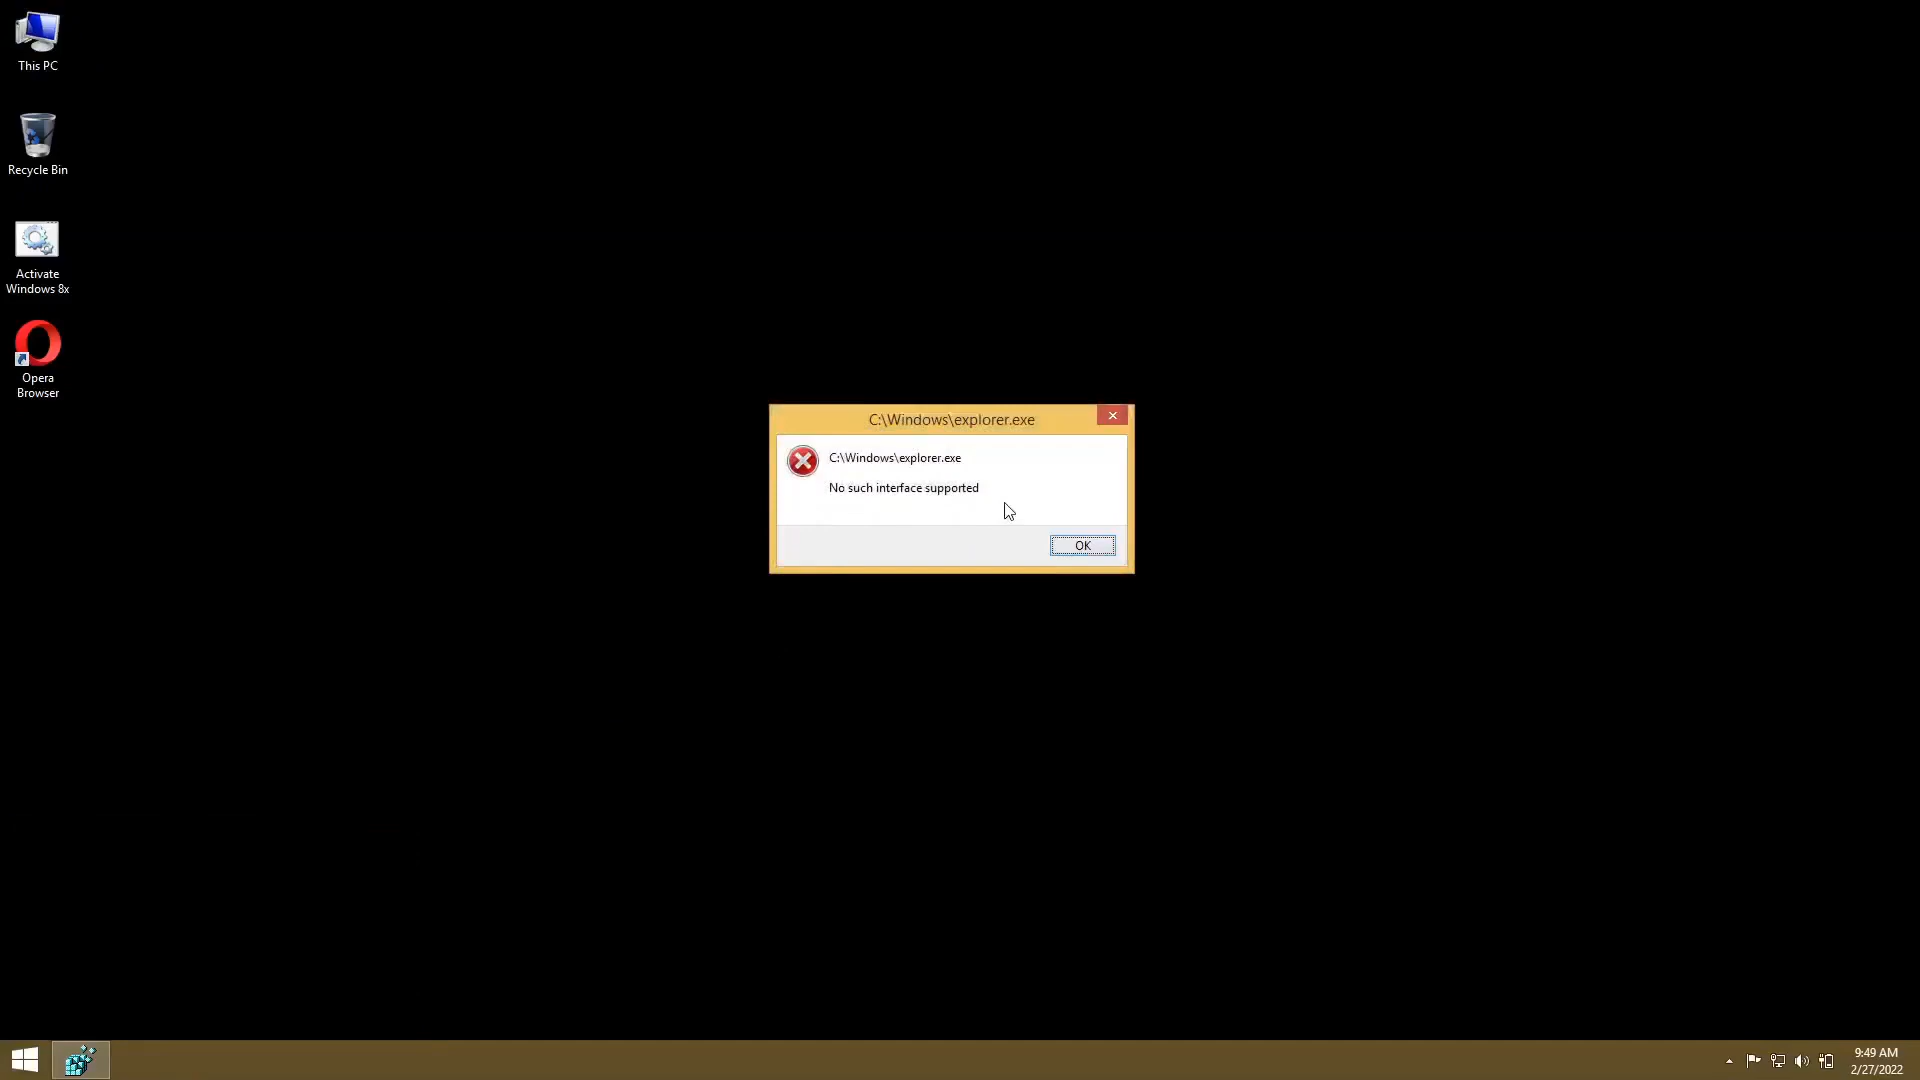 This PC
Recycle Bin
Activate
Windows 8x
Opera
Browser
C:\Windows\explorer.exe
C:\Windows\explorer.exe
No such interface supported
OK
9:49 AM
2/27/2022